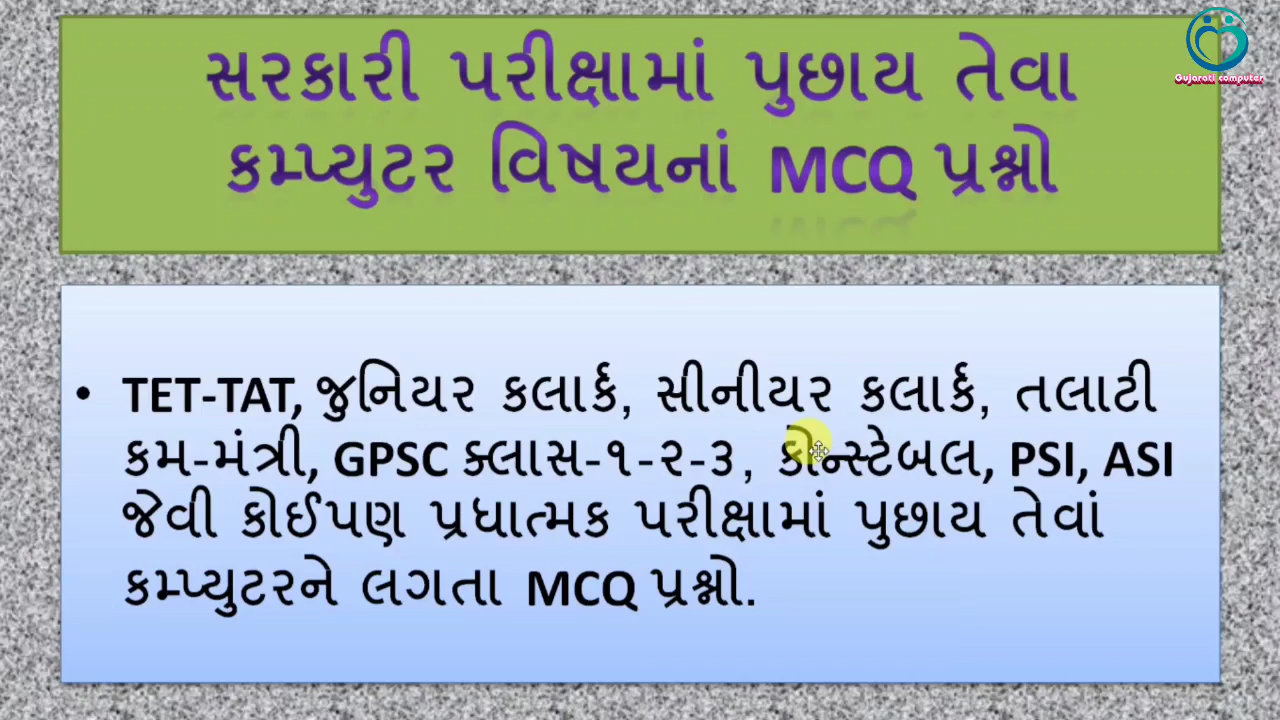 Gujarati computer
સરકારી પરીક્ષામાં પુછાય તેવા
કમ્પ્યુટર વિષયનાં MCQ પ્રશ્નો
• TET-TAT, જુનિયર કલાર્ક, સીનીયર કલાર્ક, તલાટી
કમ-મંત્રી, GPSC ક્લાસ-૧-૨-૩, કોન્સ્ટેબલ, PSI, ASI
જેવી કોઈપણ પ્રધાત્મક પરીક્ષામાં પુછાય તેવાં
કમ્પ્યુટરને લગતા MCQ પ્રશ્નો.